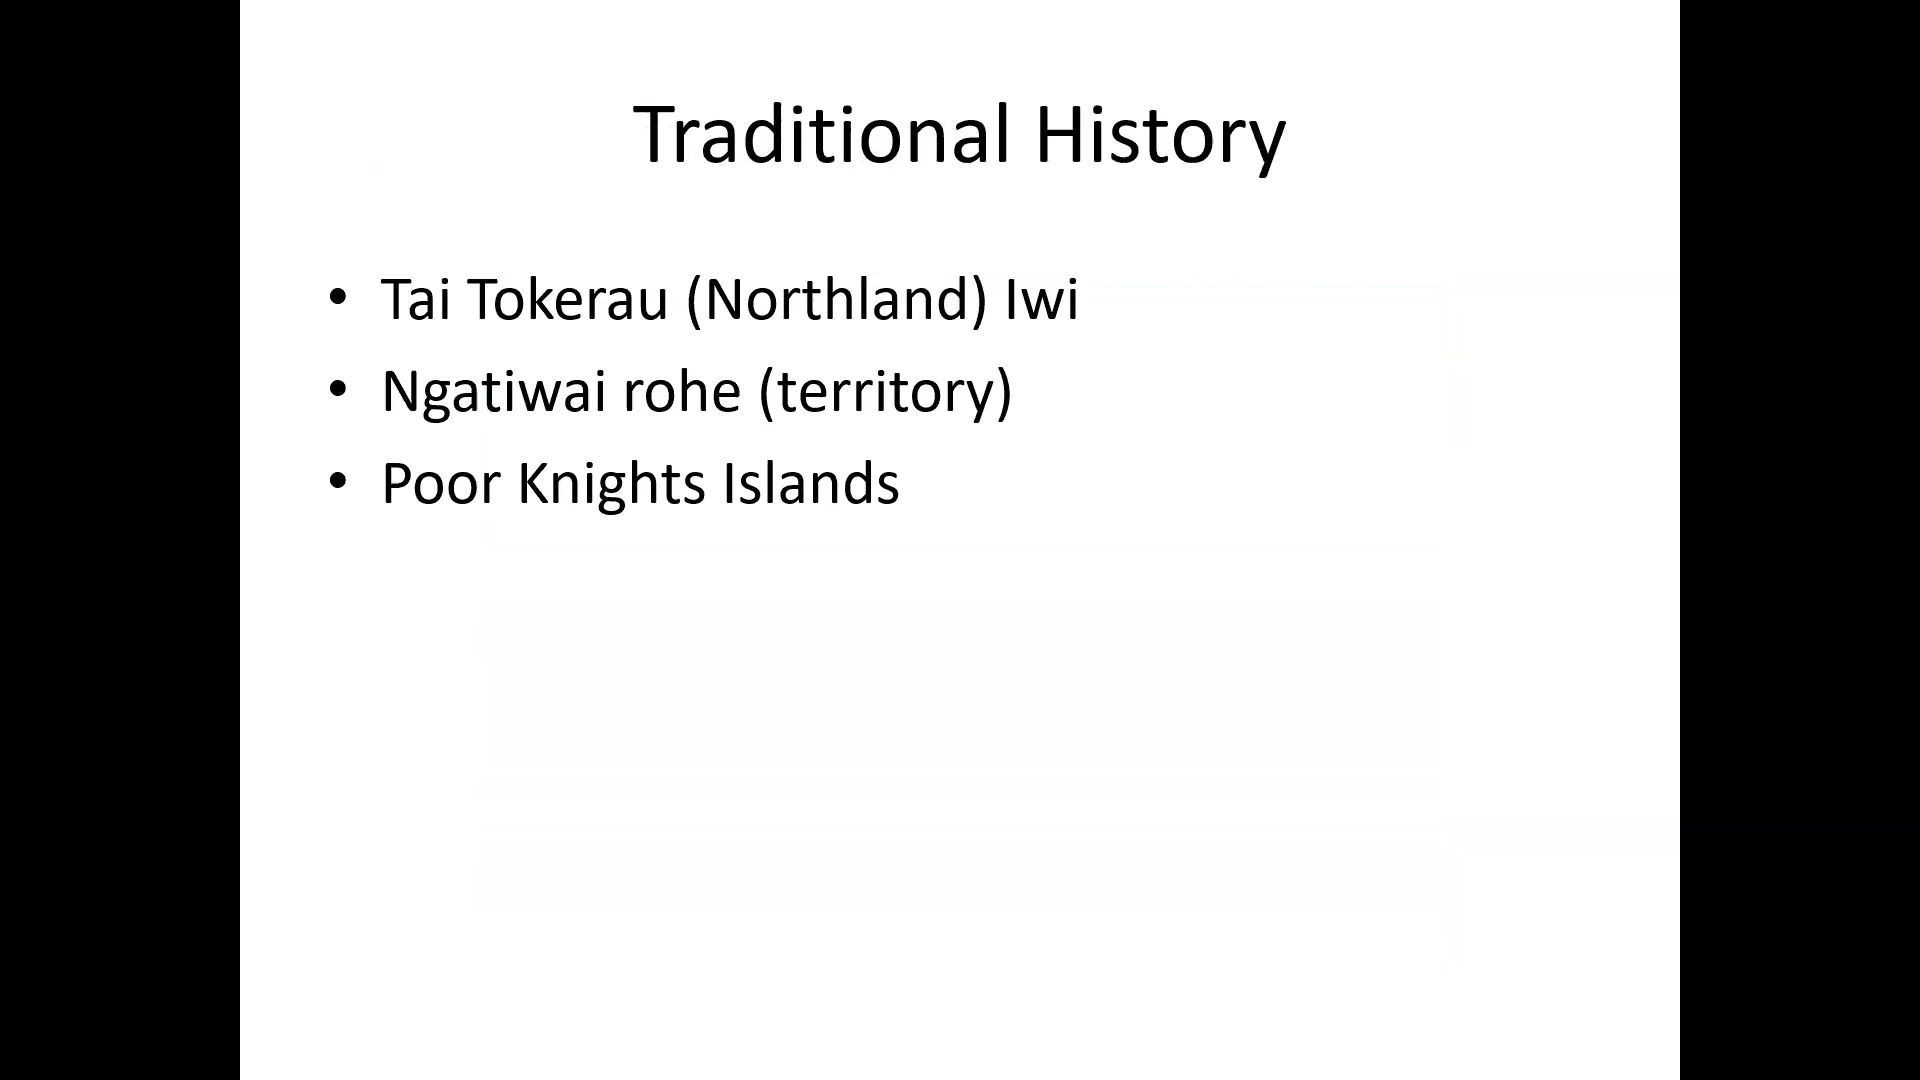 Traditional History
• Tai Tokerau (Northland) Iwi
• Ngatiwai rohe (territory)
• Poor Knights Islands